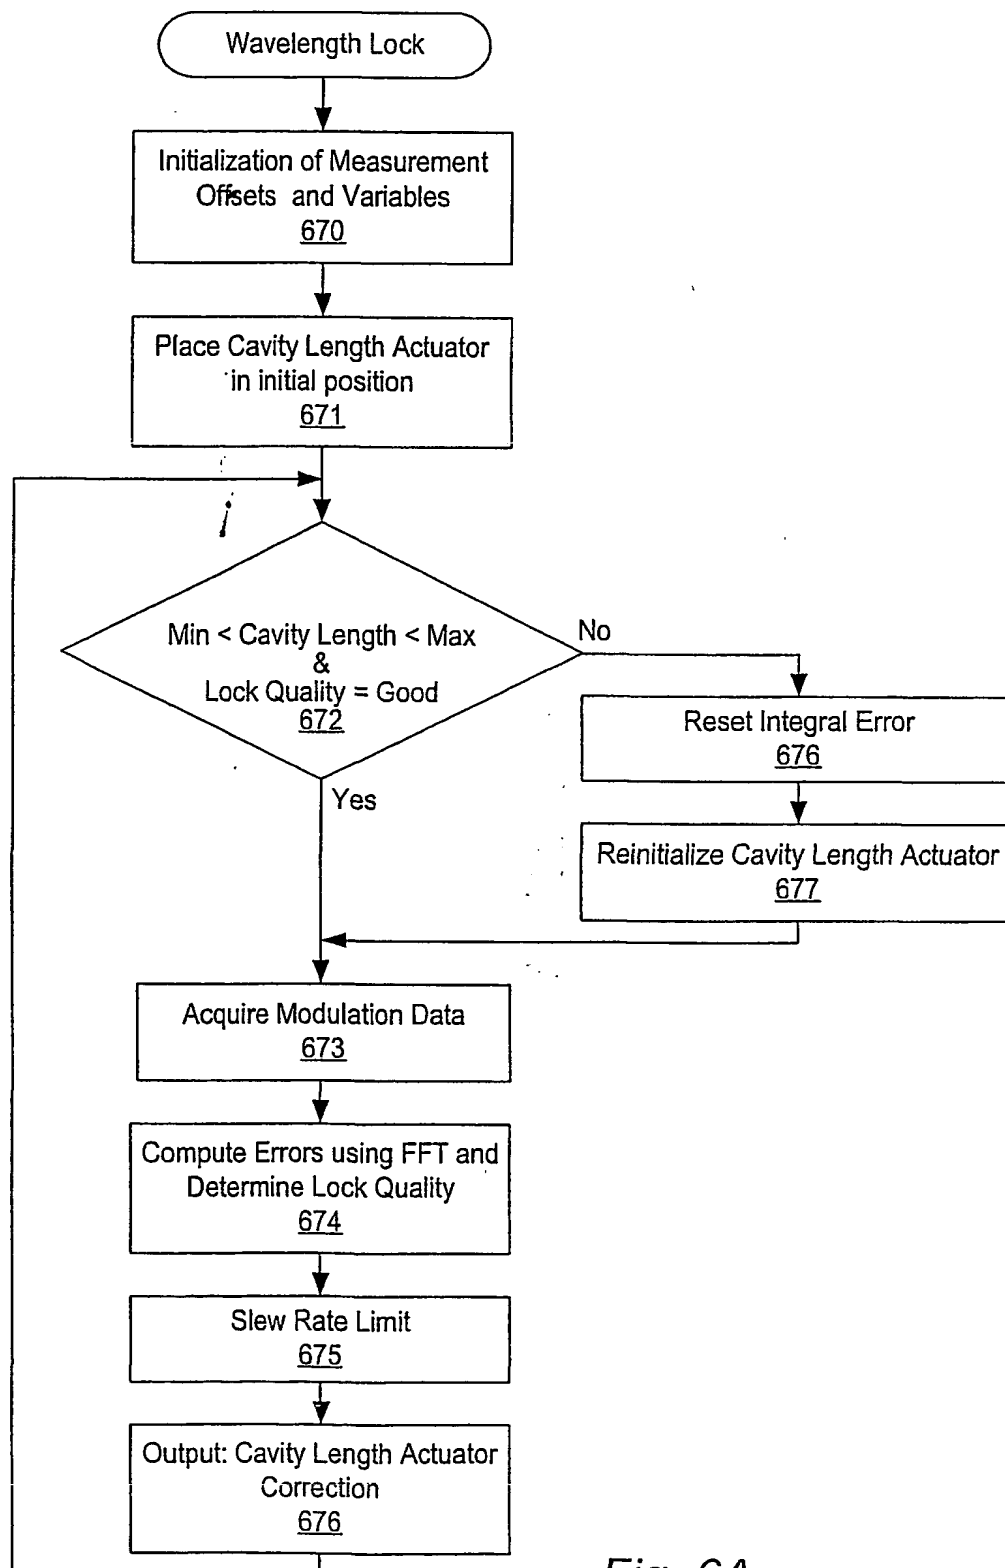 Wavelength Lock
Initialization of Measurement
Offsets and Variables
670
Place Cavity Length Actuator
in initial position
671
Min < Cavity Length < Max
&
Lock Quality = Good
672
No
Reset Integral Error
676
Reinitialize Cavity Length Actuator
677
Yes
Acquire Modulation Data
673
Compute Errors using FFT and
Determine Lock Quality
674
Slew Rate Limit
675
Output: Cavity Length Actuator
Correction
676
Fig. 6A